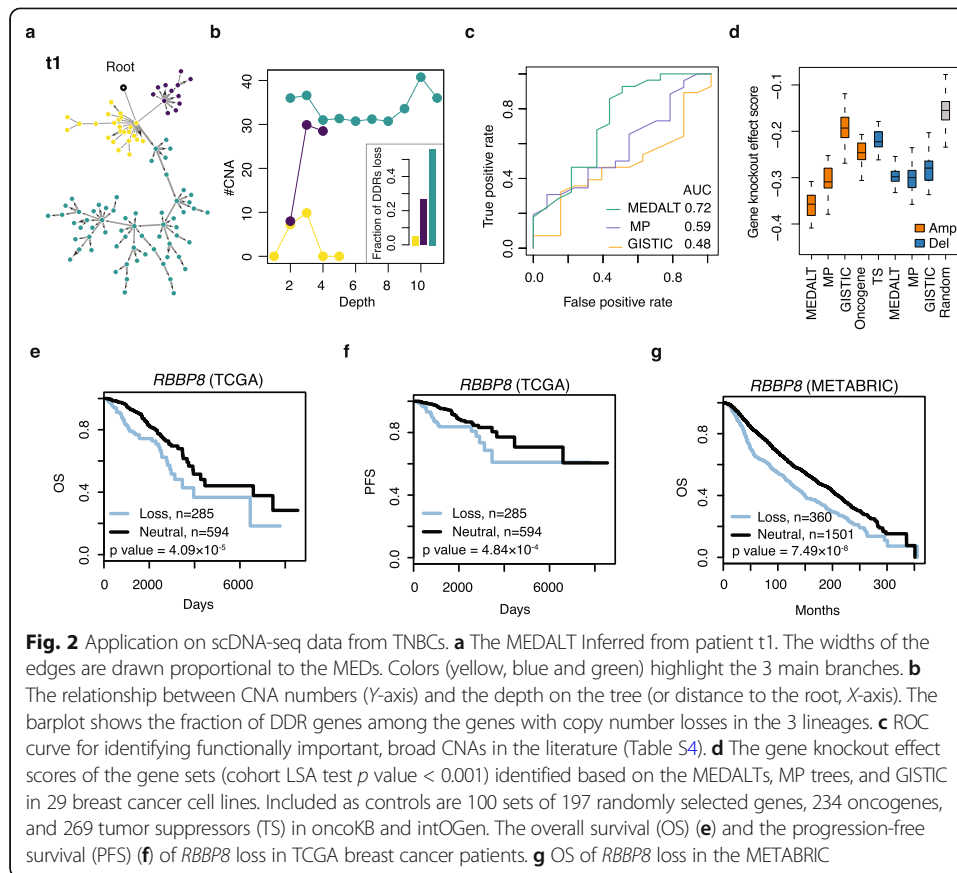 a
t1
Root
b
40
30
20
10
0
#CNA
2
4
6
8
10
Depth
Fraction of DDRs loss
0.0
0.2
0.4
c
True positive rate
0.0
0.4
0.8
AUC
MEDALT 0.72
MP 0.59
GISTIC 0.48
0.0
0.4
0.8
False positive rate
d
Gene knockout effect score
-0.1
-0.2
-0.3
-0.4
Amp
Del
MEDALT
MP
GISTIC
Oncogene
TS
MEDALT
MP
GISTIC
Random
e
RBBP8 (TCGA)
OS
0.0
0.4
0.8
Loss, n=285
Neutral, n=594
p value = 4.09×10-5
0
2000
6000
Days
f
RBBP8 (TCGA)
PFS
0.0
0.4
0.8
Loss, n=285
Neutral, n=594
p value = 4.84×10-4
0
2000
6000
Days
g
RBBP8 (METABRIC)
OS
0.0
0.4
0.8
Loss, n=360
Neutral, n=1501
p value = 7.49×10-8
0
100
200
300
Months
Fig. 2 Application on scDNA-seq data from TNBCs. a The MEDALT Inferred from patient t1. The widths of the
edges are drawn proportional to the MEDs. Colors (yellow, blue and green) highlight the 3 main branches. b
The relationship between CNA numbers (Y-axis) and the depth on the tree (or distance to the root, X-axis). The
barplot shows the fraction of DDR genes among the genes with copy number losses in the 3 lineages. c ROC
curve for identifying functionally important, broad CNAs in the literature (Table S4). d The gene knockout effect
scores of the gene sets (cohort LSA test p value < 0.001) identified based on the MEDALTs, MP trees, and GISTIC
in 29 breast cancer cell lines. Included as controls are 100 sets of 197 randomly selected genes, 234 oncogenes,
and 269 tumor suppressors (TS) in oncoKB and intOGen. The overall survival (OS) (e) and the progression-free
survival (PFS) (f) of RBBP8 loss in TCGA breast cancer patients. g OS of RBBP8 loss in the METABRIC